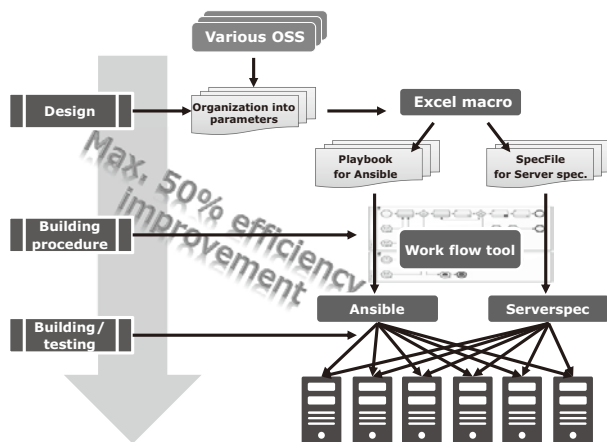 Various OSS
Design
Organization into
parameters
Excel macro
Playbook
for Ansible
SpecFile
for Server spec.
Max. 50% efficiency
improvement
Building
procedure
Work flow tool
Ansible
Serverspec
Building/
testing